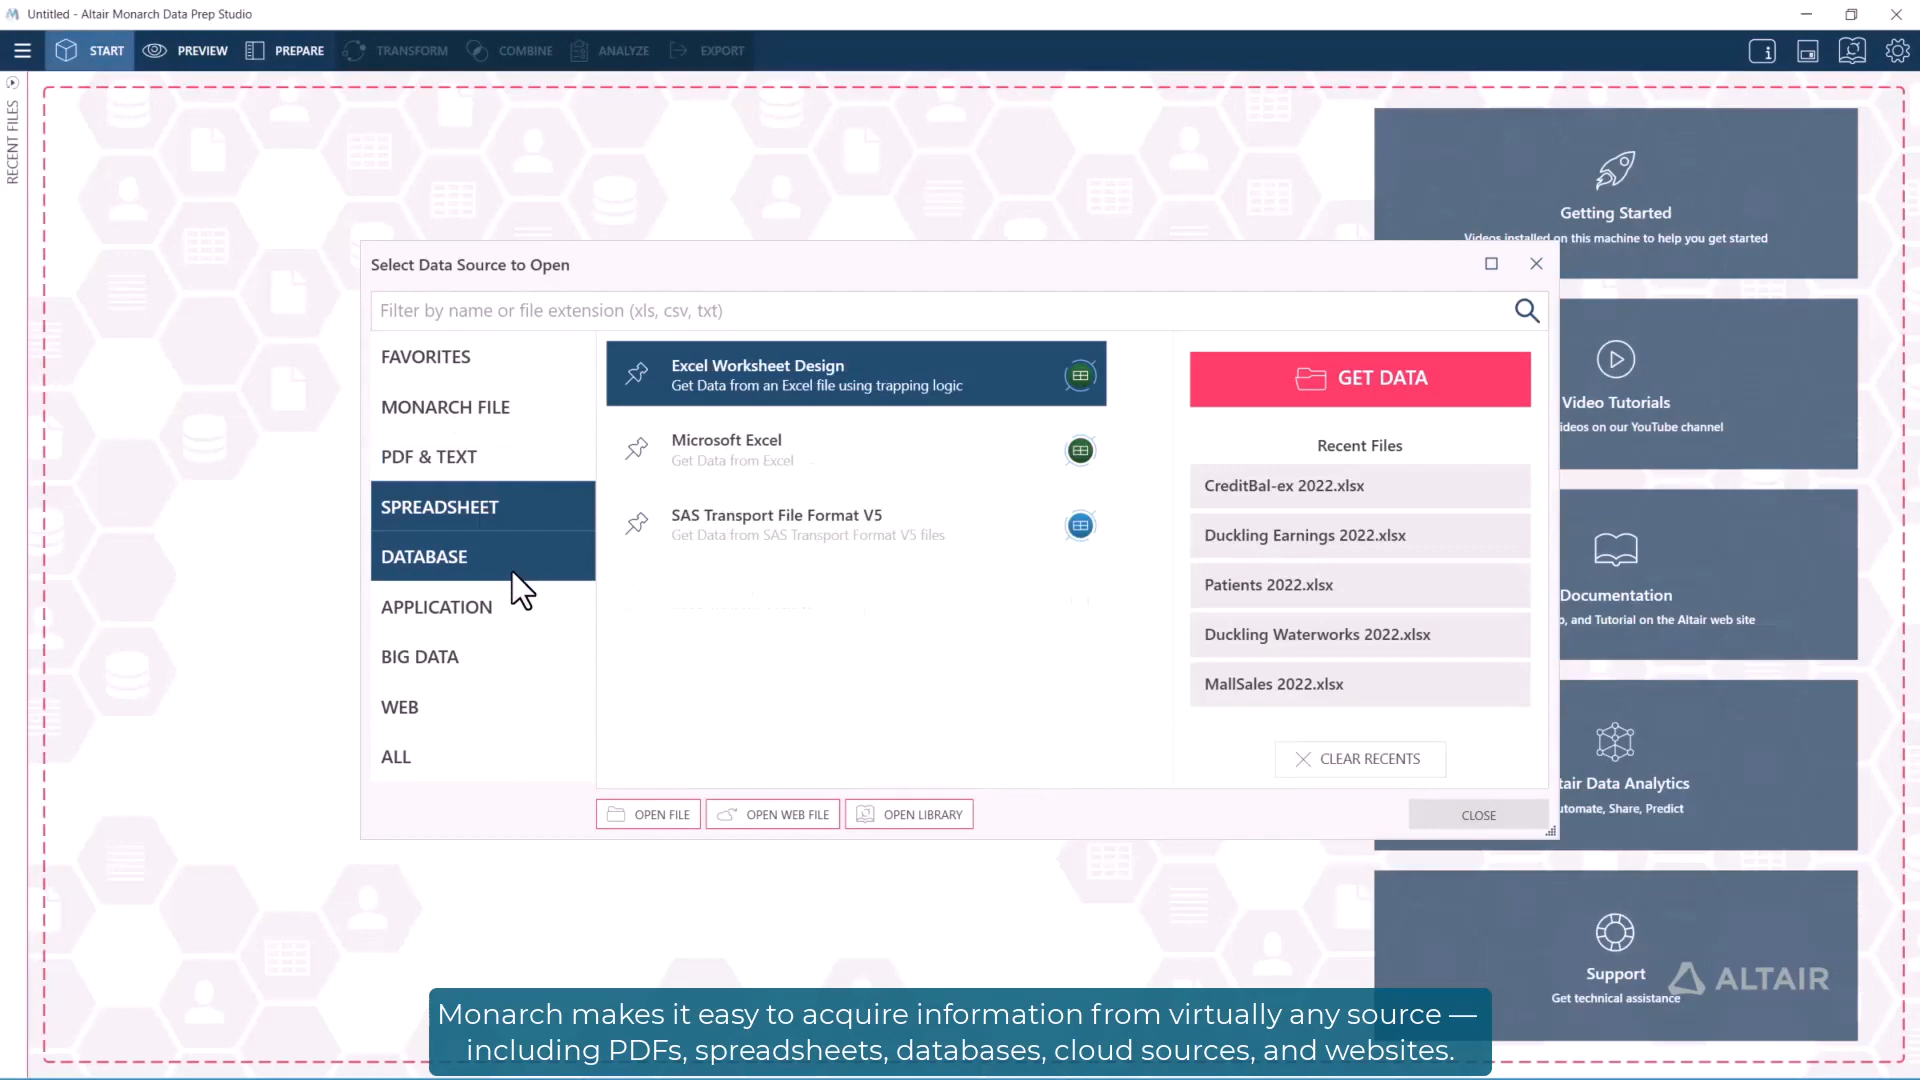 Untitled - Altair Monarch Data Prep Studio
START
PREVIEW
PREPARE
TRANSFORM
COMBINE
ANALYZE
EXPORT
RECENT FILES
Getting Started
Videos installed on this machine to help you get started
Select Data Source to Open
Filter by name or file extension (xls, csv, txt)
FAVORITES
MONARCH FILE
PDF & TEXT
SPREADSHEET
DATABASE
APPLICATION
BIG DATA
WEB
ALL
Excel Worksheet Design
Get Data from an Excel file using trapping logic
Microsoft Excel
Get Data from Excel
SAS Transport File Format V5
Get Data from SAS Transport Format V5 files
GET DATA
Recent Files
CreditBal-ex 2022.xlsx
Duckling Earnings 2022.xlsx
Patients 2022.xlsx
Duckling Waterworks 2022.xlsx
MallSales 2022.xlsx
CLEAR RECENTS
OPEN FILE
OPEN WEB FILE
OPEN LIBRARY
CLOSE
Video Tutorials
ideos on our YouTube channel
Documentation
, and Tutorial on the Altair web site
tair Data Analytics
utomate, Share, Predict
Support
Get technical assistance
ALTAIR
Monarch makes it easy to acquire information from virtually any source —
including PDFs, spreadsheets, databases, cloud sources, and websites.